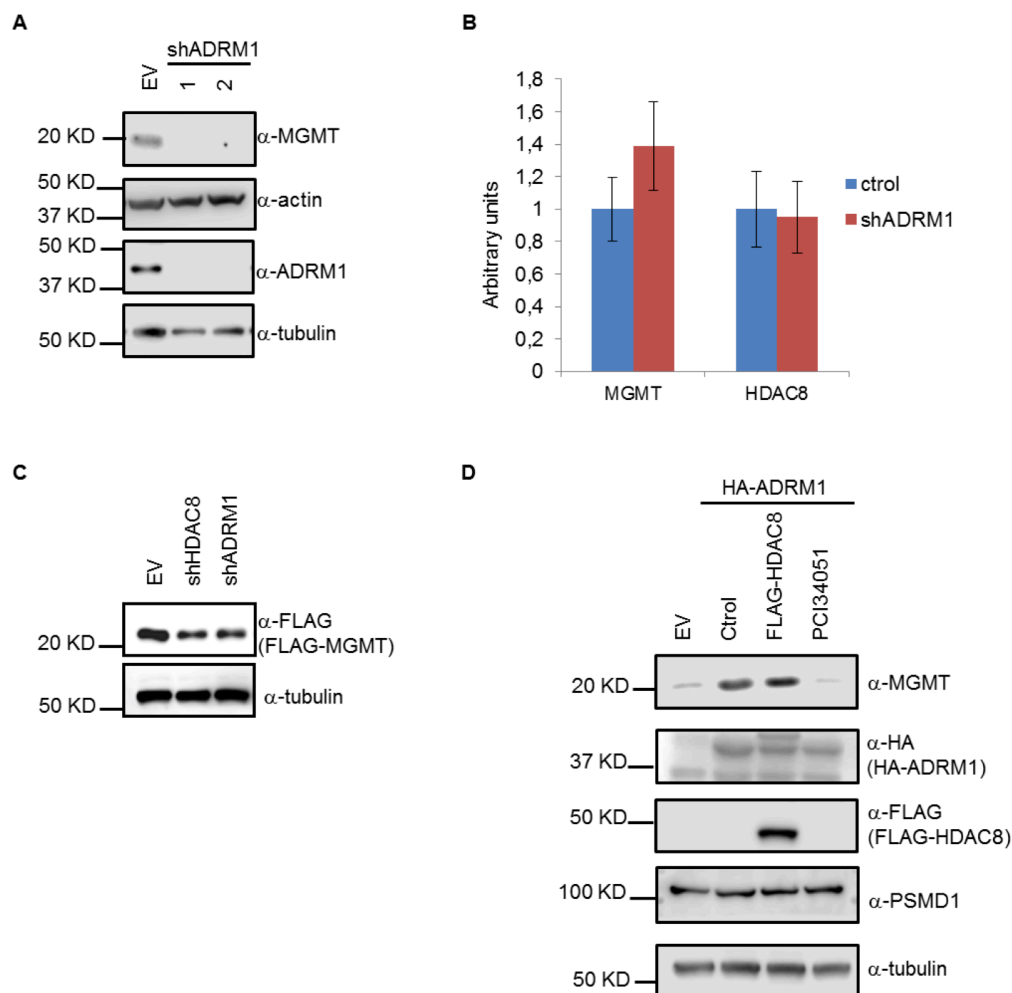 A
shADRM1
EV
1
2
20 KD
α-MGMT
50 KD
α-actin
37 KD
50 KD
α-ADRM1
37 KD
50 KD
α-tubulin
B
1,8
1,6
1,4
1,2
1
0,8
0,6
0,4
0,2
0
Arbitrary units
MGMT
HDAC8
ctrol
shADRM1
C
EV
shHDAC8
shADRM1
α-FLAG
20 KD
(FLAG-MGMT)
50 KD
α-tubulin
D
HA-ADRM1
EV
Ctrol
FLAG-HDAC8
PCI34051
20 KD
α-MGMT
α-HA
37 KD
(HA-ADRM1)
50 KD
α-FLAG
(FLAG-HDAC8)
100 KD
α-PSMD1
50 KD
α-tubulin